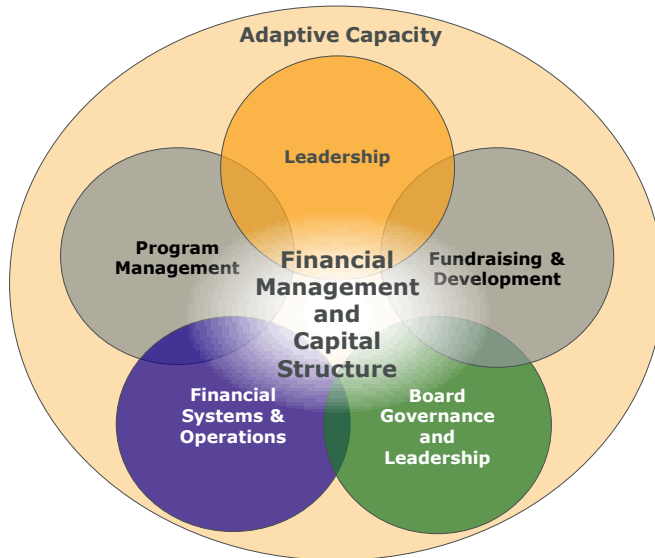 Adaptive Capacity
Leadership
Program
Management
Financial
Management
and
Capital
Structure
Fundraising &
Development
Financial
Systems &
Operations
Board
Governance
and
Leadership